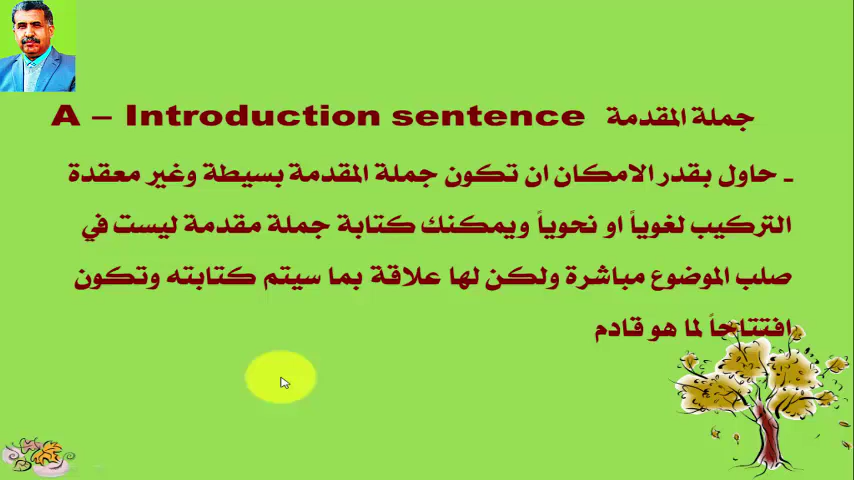 A – Introduction sentence جملة المقدمة
ـ حاول بقدر الامكان ان تكون جملة المقدمة بسيطة وغير معقدة
التركيب لغوياً او نحوياً ويمكنك كتابة جملة مقدمة ليست في
صلب الموضوع مباشرة ولكن لها علاقة بما سيتم كتابته وتكون
افتتاحاً لما هو قادم